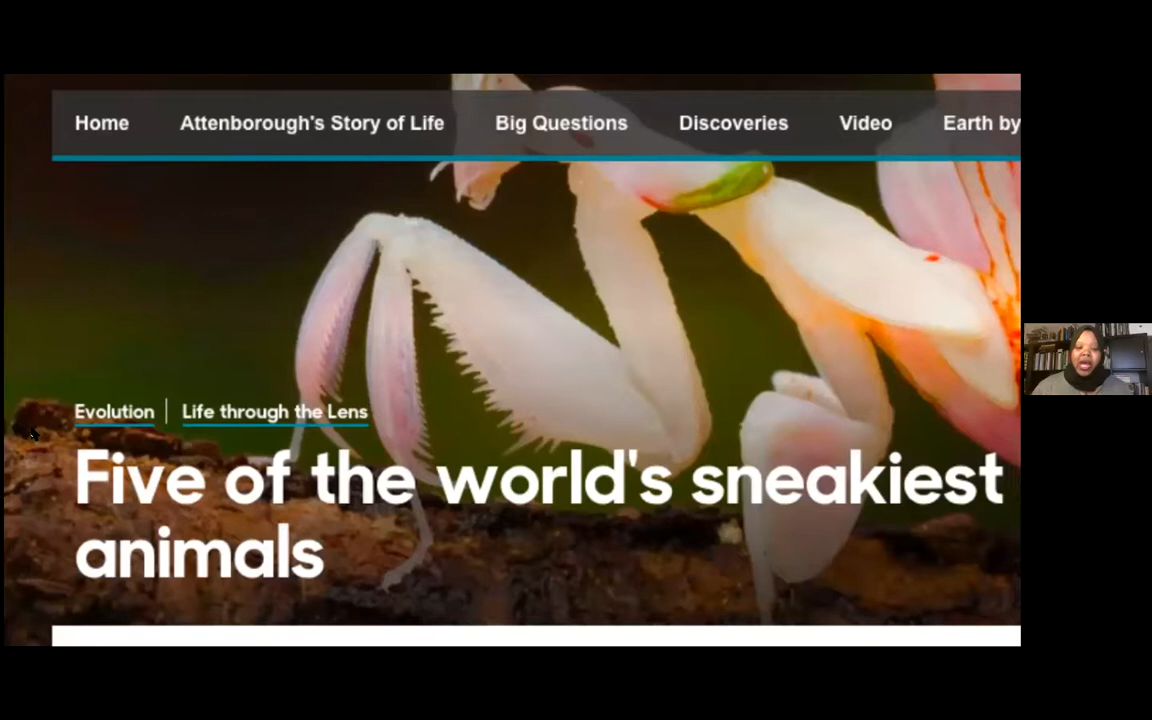 Home Attenborough's Story of Life Big Questions Discoveries Video Earth by
Evolution | Life through the Lens
Five of the world's sneakiest
animals